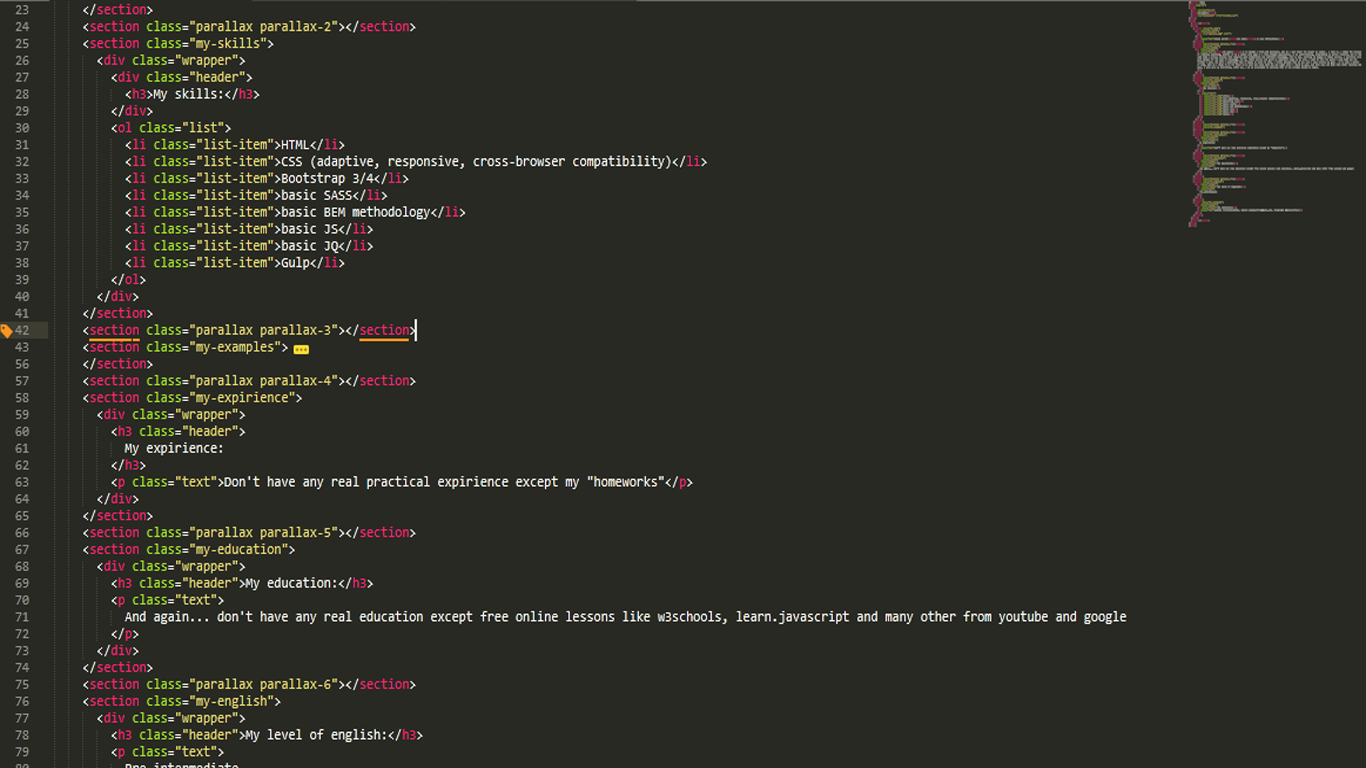 23 </section>
24 <section class="parallax parallax-2"></section>
25 <section class="my-skills">
26 <div class="wrapper">
27 <div class="header">
28 <h3>My skills:</h3>
29 </div>
30 <ol class="list">
31 <li class="list-item">HTML</li>
32 <li class="list-item">CSS (adaptive, responsive, cross-browser compatibility)</li>
33 <li class="list-item">Bootstrap 3/4</li>
34 <li class="list-item">basic SASS</li>
35 <li class="list-item">basic BEM methodology</li>
36 <li class="list-item">basic JS</li>
37 <li class="list-item">basic JQ</li>
38 <li class="list-item">Gulp</li>
39 </ol>
40 </div>
41 </section>
42 <section class="parallax parallax-3"></section>
43 <section class="my-examples">
56 </section>
57 <section class="parallax parallax-4"></section>
58 <section class="my-expirience">
59 <div class="wrapper">
60 <h3 class="header">
61 My expirience:
62 </h3>
63 <p class="text">Don't have any real practical expirience except my "homeworks"</p>
64 </div>
65 </section>
66 <section class="parallax parallax-5"></section>
67 <section class="my-education">
68 <div class="wrapper">
69 <h3 class="header">My education:</h3>
70 <p class="text">
71 And again... don't have any real education except free online lessons like w3schools, learn.javascript and many other from youtube and google
72 </p>
73 </div>
74 </section>
75 <section class="parallax parallax-6"></section>
76 <section class="my-english">
77 <div class="wrapper">
78 <h3 class="header">My level of english:</h3>
79 <p class="text">